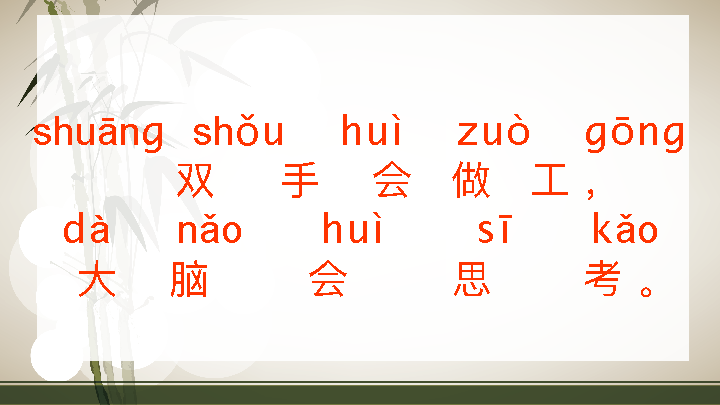 shuāng shǒu huì zuò gōng
双 手 会 做 工，
dà nǎo huì sī kǎo
大 脑 会 思 考。